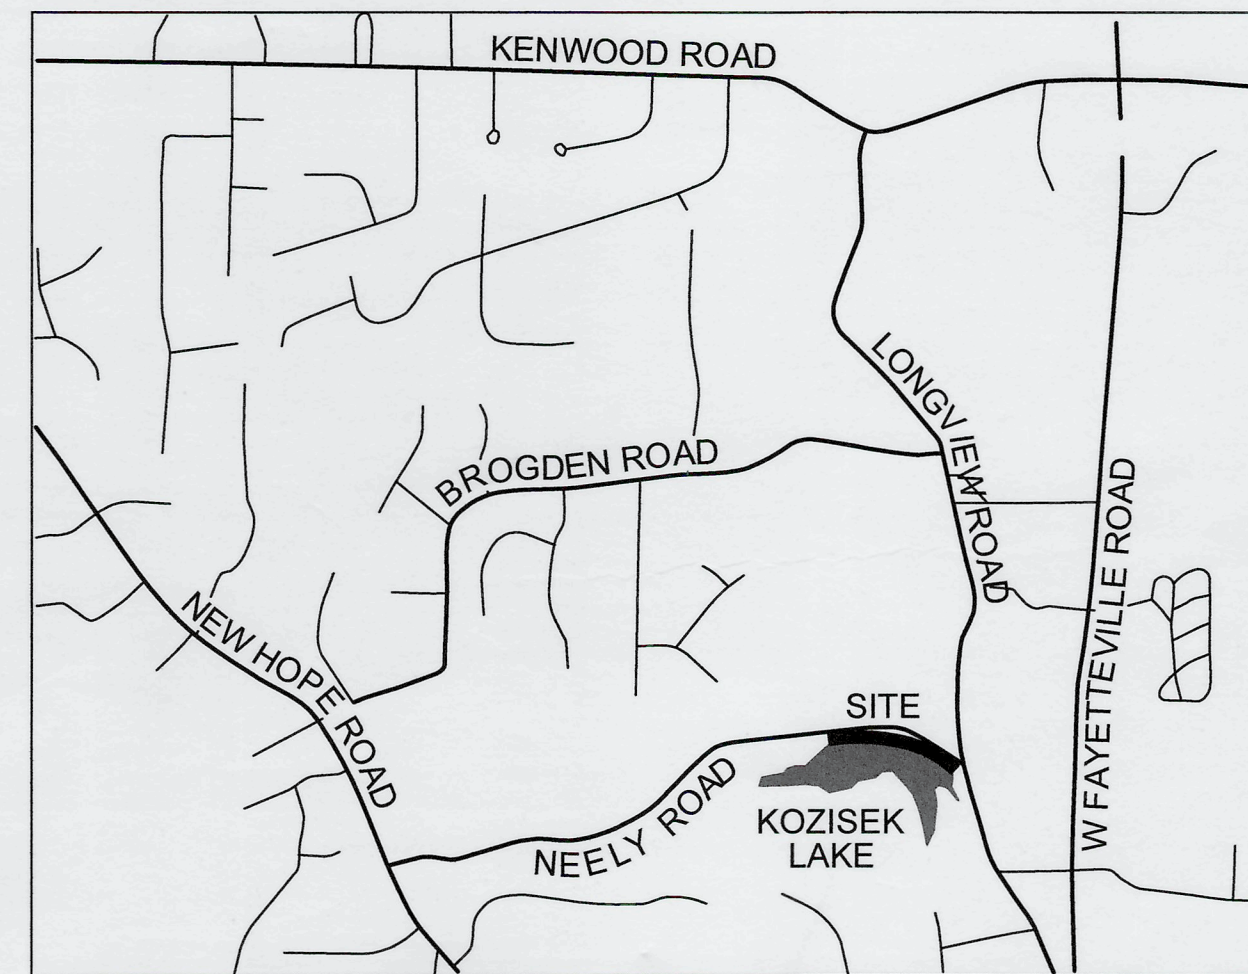 KENWOOD ROAD
LONGVIEW ROAD
BROGDEN ROAD
W FAYETTEVILLE ROAD
NEW HOPE ROAD
SITE
NEELY ROAD
KOZISEK
LAKE